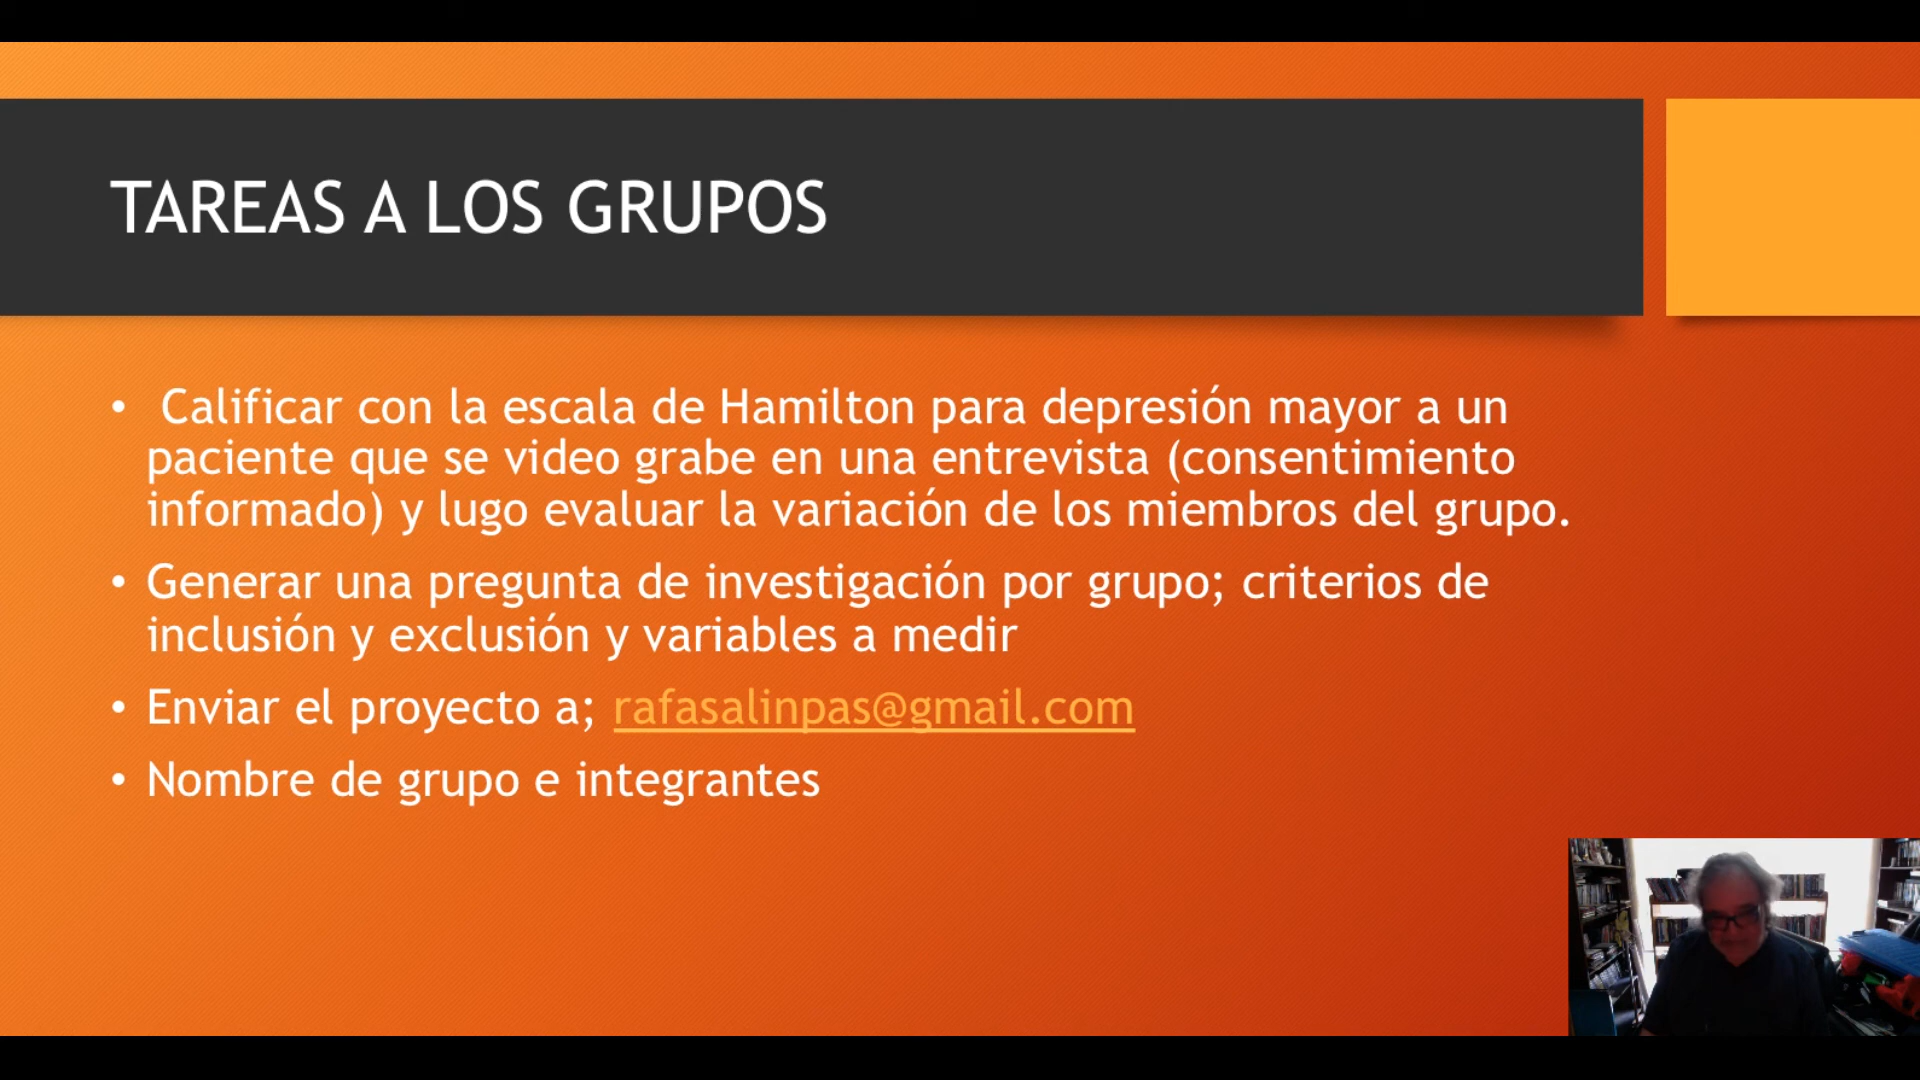 TAREAS A LOS GRUPOS
• Calificar con la escala de Hamilton para depresión mayor a un
paciente que se video grabe en una entrevista (consentimiento
informado) y lugo evaluar la variación de los miembros del grupo.
• Generar una pregunta de investigación por grupo; criterios de
inclusión y exclusión y variables a medir
• Enviar el proyecto a; rafasalinpas@gmail.com
• Nombre de grupo e integrantes